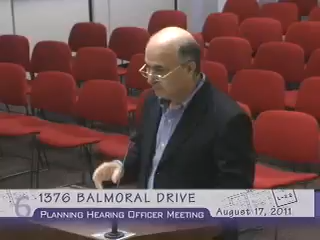 6
1376 BALMORAL DRIVE
PLANNING HEARING OFFICER MEETING
August 17, 2011